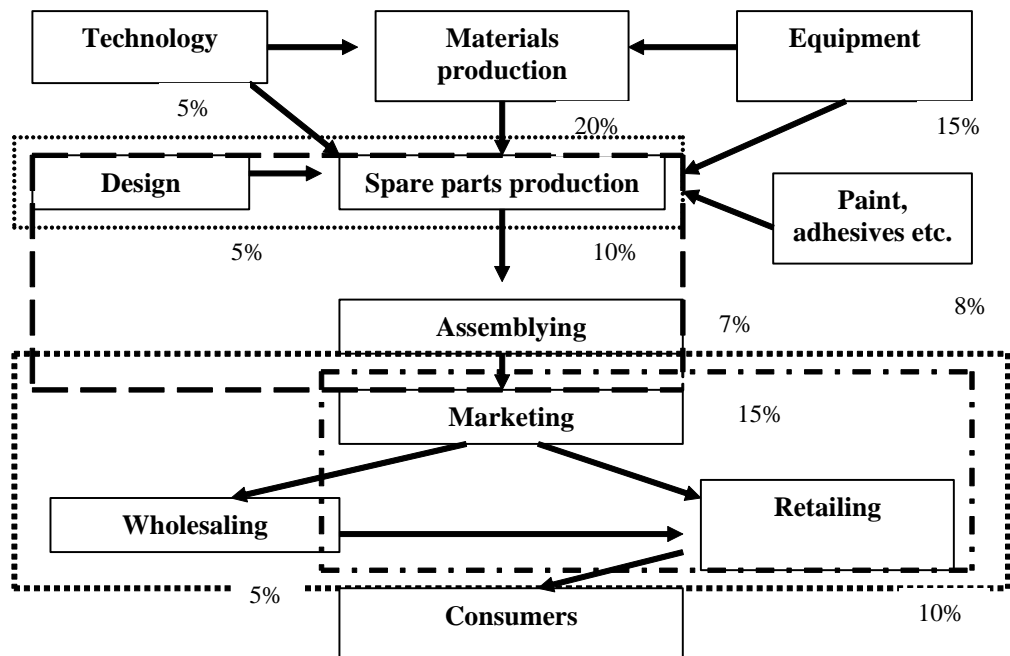 Technology
Materials
production
Equipment
5%
20%
15%
Design
Spare parts production
Paint,
adhesives etc.
5%
10%
8%
Assemblying
7%
Marketing
15%
Wholesaling
Retailing
5%
10%
Consumers